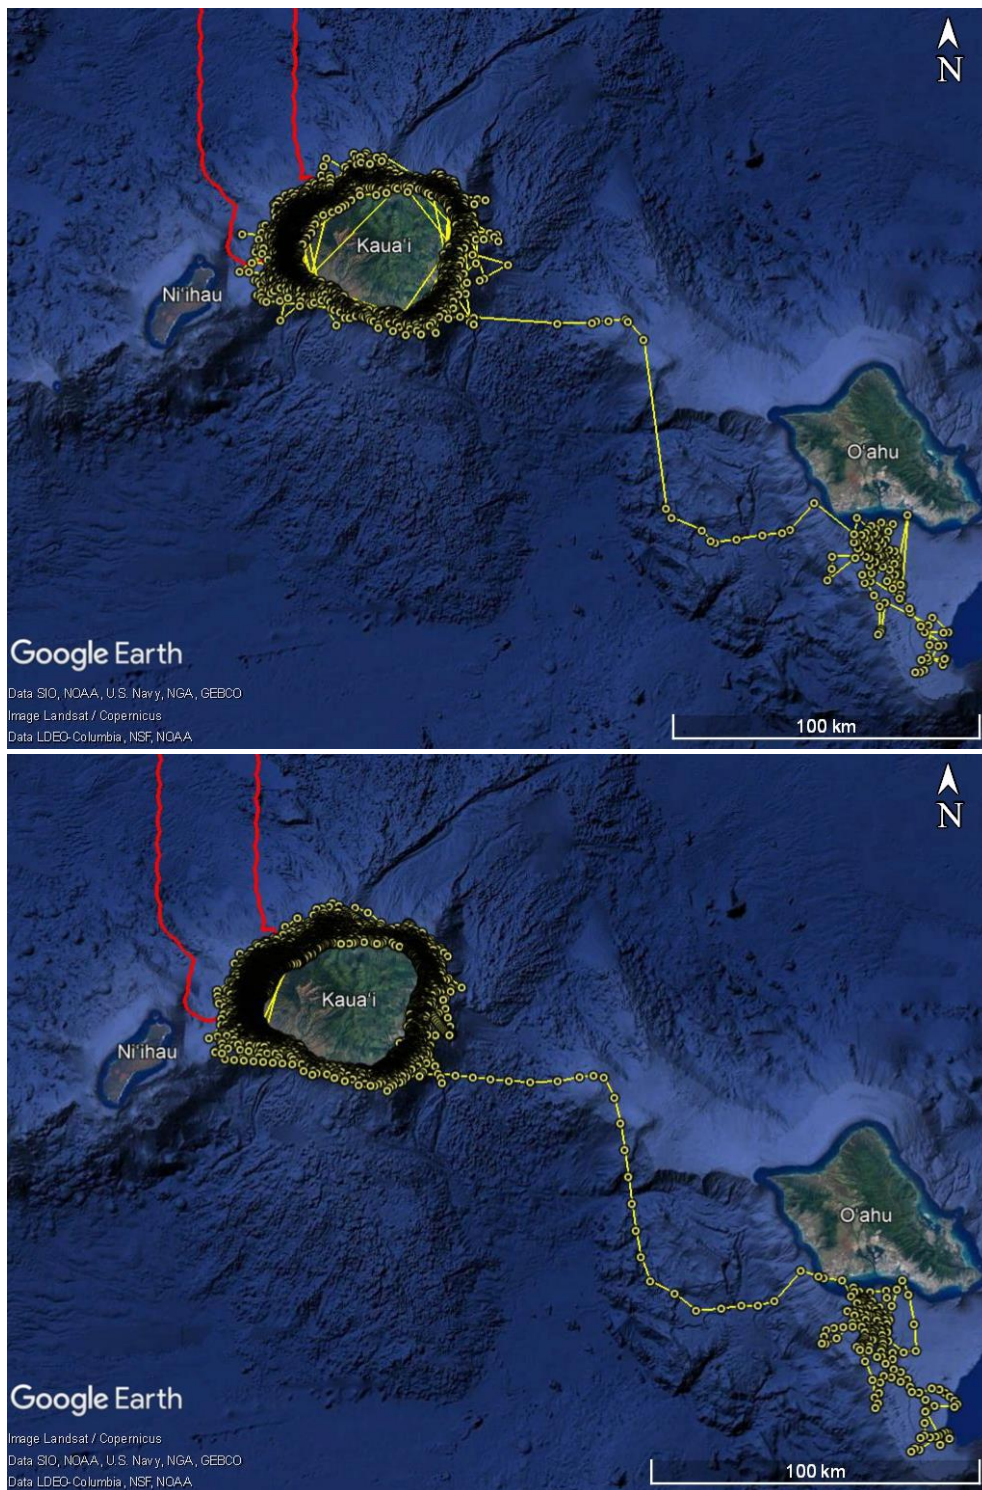 N
Kaua'i
Ni'ihau
O'ahu
Google Earth
Data SIO, NOAA, U.S. Navy, NGA, GEBCO
Image Landsat / Copernicus
Data LDEO-Columbia, NSF, NOAA
100 km
N
Kaua'i
Ni'ihau
O'ahu
Google Earth
Image Landsat / Copernicus
Data SIO, NOAA, U.S. Navy, NGA, GEBCO
Data LDEO-Columbia, NSF, NOAA
100 km